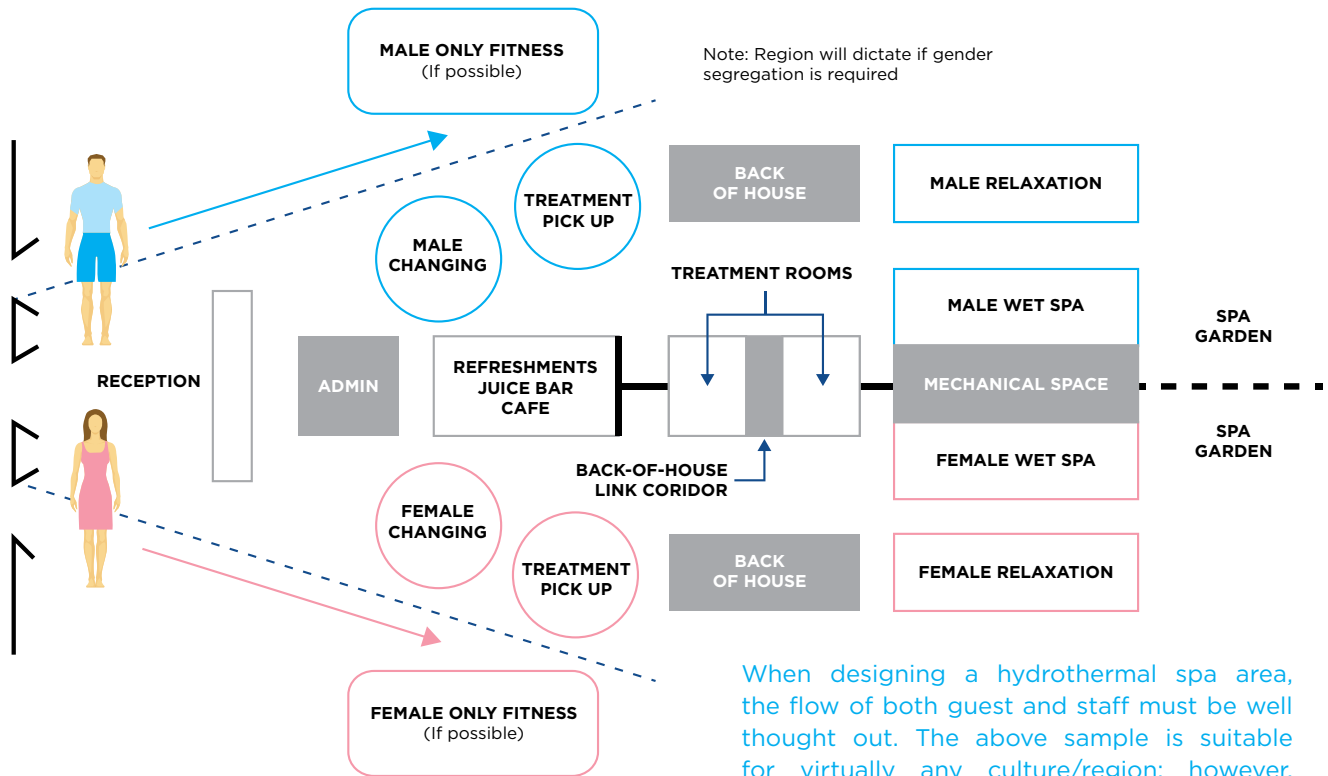 MALE ONLY FITNESS
(If possible)
Note: Region will dictate if gender
segregation is required
BACK
OF HOUSE
MALE RELAXATION
TREATMENT
PICK UP
MALE
CHANGING
TREATMENT ROOMS
MALE WET SPA
SPA
GARDEN
RECEPTION
ADMIN
REFRESHMENTS
JUICE BAR
CAFE
MECHANICAL SPACE
SPA
GARDEN
BACK-OF-HOUSE
LINK CORIDOR
FEMALE WET SPA
FEMALE
CHANGING
TREATMENT
PICK UP
BACK
OF HOUSE
FEMALE RELAXATION
FEMALE ONLY FITNESS
(If possible)
When designing a hydrothermal spa area,
the flow of both guest and staff must be well
thought out. The above sample is suitable
for virtually any culture/region; however,